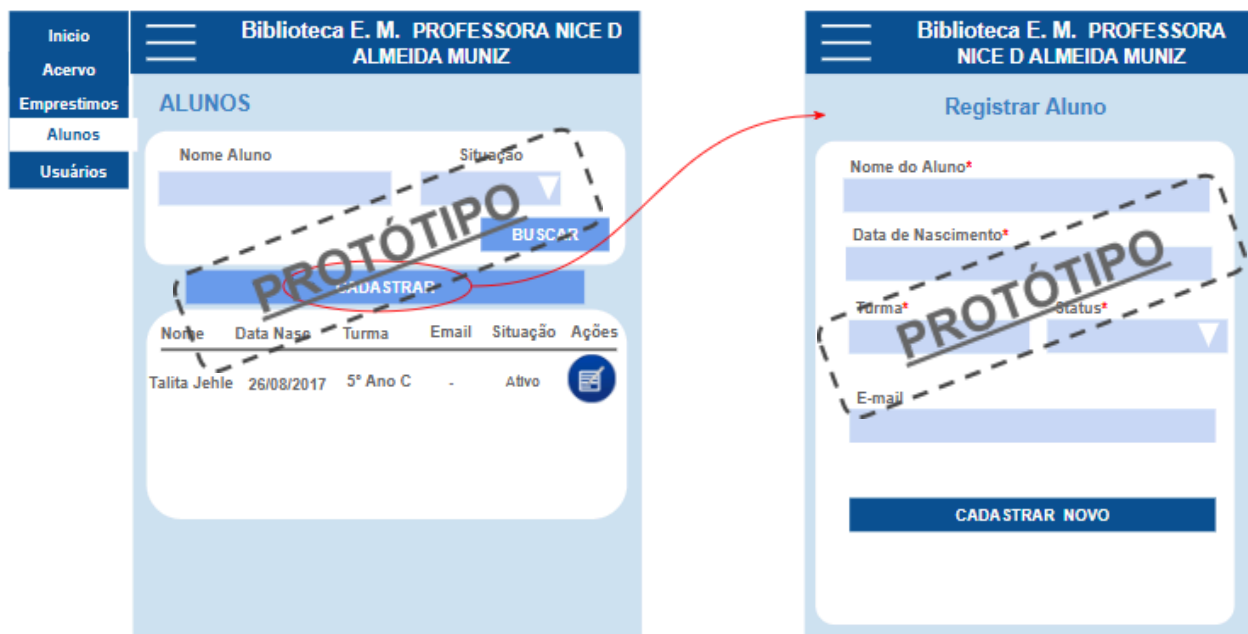 Inicio
Acervo
Emprestimos
Alunos
Usuários
Biblioteca E. M. PROFESSORA NICE D
ALMEIDA MUNIZ
ALUNOS
Nome Aluno
Situação
BUSCAR
CADASTRAR
PROTÓTIPO
Nome Data Nasc Turma Email Situação Ações
Talita Jehle 26/08/2017 5° Ano C - Ativo
Biblioteca E. M. PROFESSORA
NICE D ALMEIDA MUNIZ
Registrar Aluno
Nome do Aluno*
Data de Nascimento*
Turma* Status*
PROTÓTIPO
E-mail
CADASTRAR NOVO